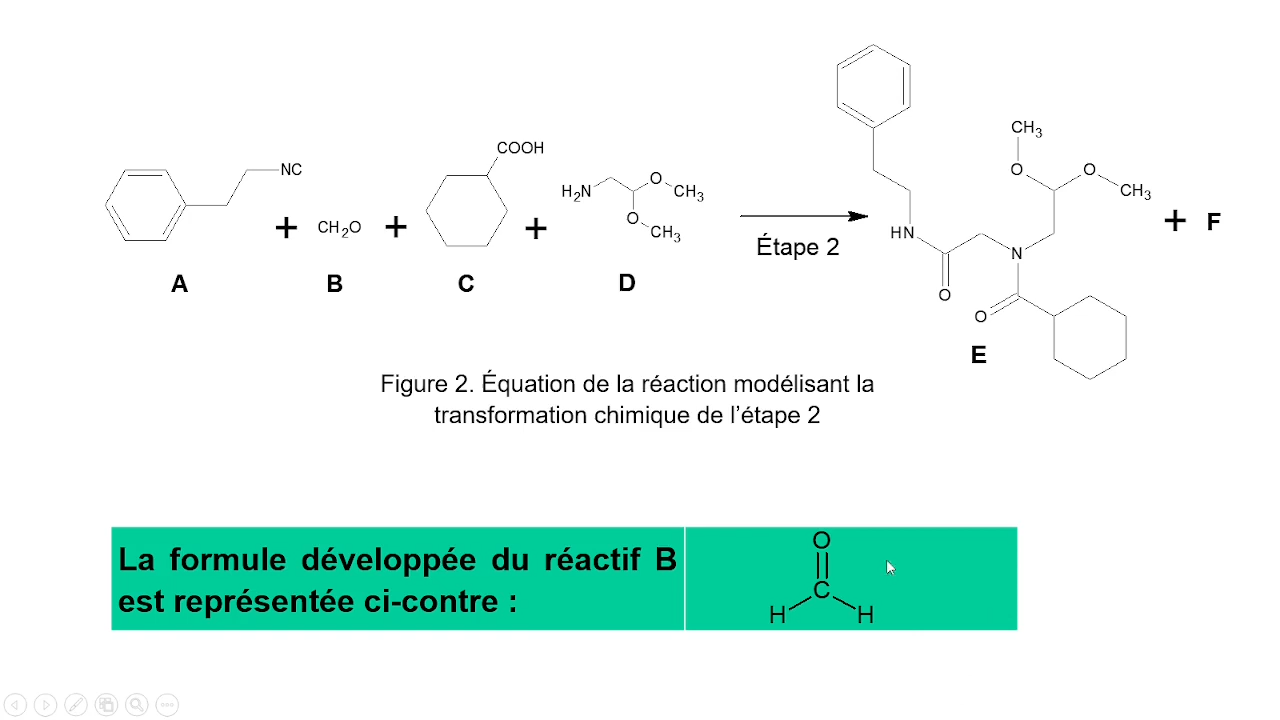 NC
+
CH2O
+
COOH
+
H2N
O
CH3
O
CH3
Étape 2
CH3
O
O
CH3
HN
N
O
O
+
F
A
B
C
D
E
Figure 2. Équation de la réaction modélisant la
transformation chimique de l'étape 2
La formule développée du réactif B
est représentée ci-contre :
O
C
H
H